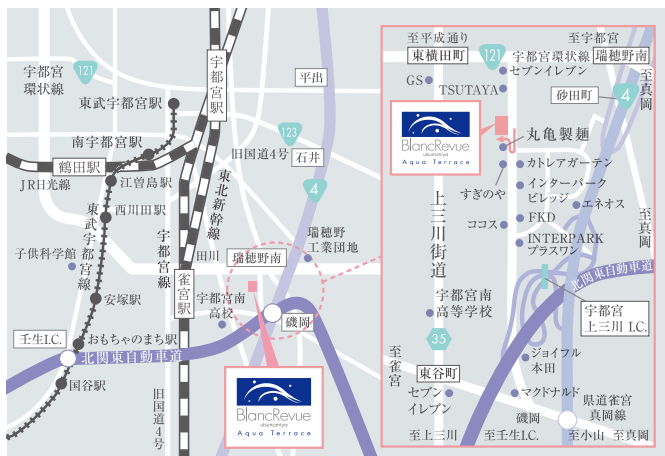 宇都宮
環状線
121
東武宇都宮駅
南宇都宮駅
鶴田駅
JR日光線
江曽島駅
西川田駅
東武宇都宮線
子供科学館
安塚駅
壬生I.C.
おもちゃのまち駅
北関東自動車道
国谷駅
宇都宮駅
平出
123
旧国道4号
石井
4
東北新幹線
宇都宮線
田川
瑞穂野南
瑞穂野
工業団地
雀宮駅
宇都宮南
高校
磯岡
旧国道4号
BlancRevue
utsunomiya
Aqua Terrace
至平成通り
東横田町
GS
121
宇都宮環状線
セブンイレブン
TSUTAYA
至宇都宮
瑞穂野南
至真岡
砂田町
4
BlancRevue
utsunomiya
Aqua Terrace
丸亀製麺
すぎのや
カトレアガーデン
インターパーク
ビレッジ
エネオス
至真岡
ココス
FKD
INTERPARK
プラスワン
上三川街道
北関東自動車道
宇都宮
上三川 I.C.
宇都宮南
高等学校
35
至雀宮
東谷町
セブン
イレブン
ジョイフル
本田
マクドナルド
磯岡
県道雀宮
真岡線
至上三川
至壬生I.C.
至小山
至真岡